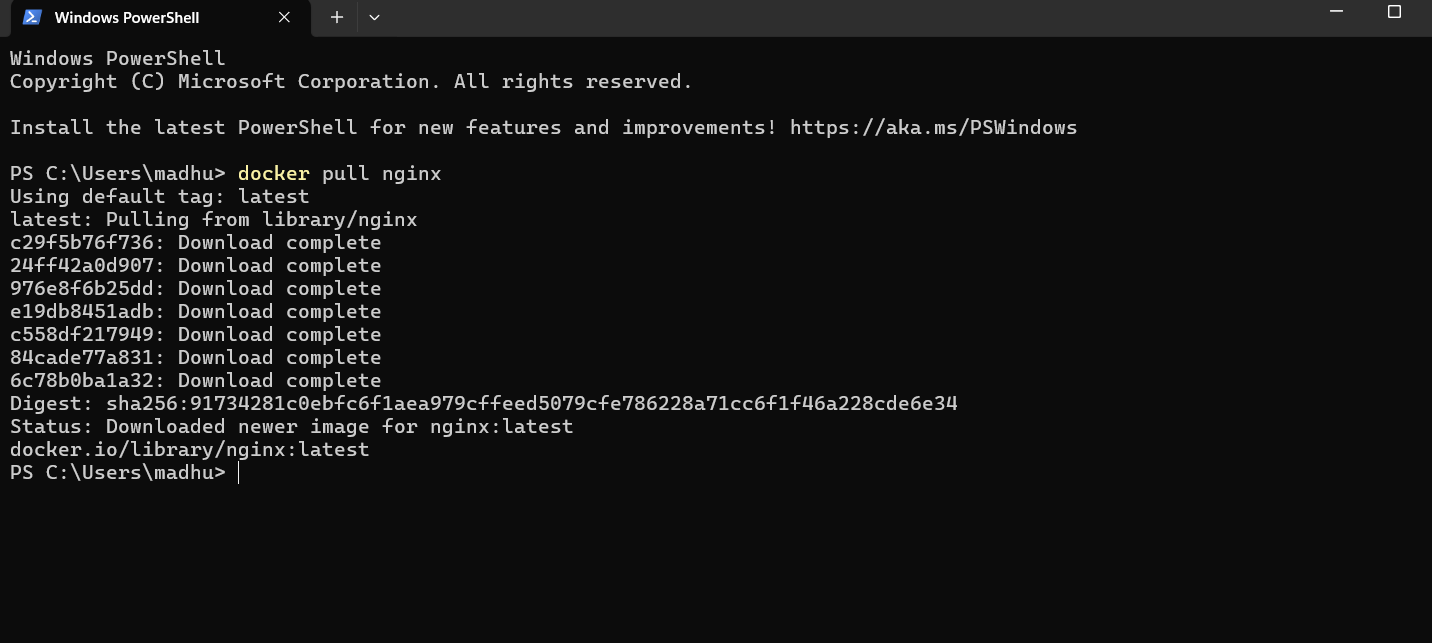 Windows PowerShell
Windows PowerShell
Copyright (C) Microsoft Corporation. All rights reserved.
Install the latest PowerShell for new features and improvements! https://aka.ms/PSWindows
PS C:\Users\madhu> docker pull nginx
Using default tag: latest
latest: Pulling from library/nginx
c29f5b76f736: Download complete
24ff42a0d907: Download complete
976e8f6b25dd: Download complete
e19db8451adb: Download complete
c558df217949: Download complete
84cade77a831: Download complete
6c78b0ba1a32: Download complete
Digest: sha256:91734281c0ebfc6f1aea979cffeed5079cfe786228a71cc6f1f46a228cde6e34
Status: Downloaded newer image for nginx:latest
docker.io/library/nginx:latest
PS C:\Users\madhu>